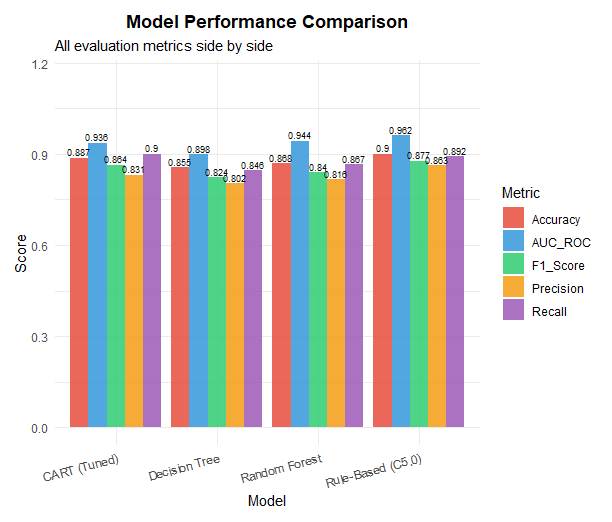 Model Performance Comparison
All evaluation metrics side by side
1.2
0.9
0.6
0.3
0.0
Score
0.887
0.936
0.864
0.831
0.9
0.855
0.898
0.824
0.802
0.846
0.868
0.944
0.84
0.816
0.867
0.9
0.962
0.877
0.863
0.892
CART (Tuned)
Decision Tree
Random Forest
Rule-Based (C5.0)
Model
Metric
Accuracy
AUC_ROC
F1_Score
Precision
Recall